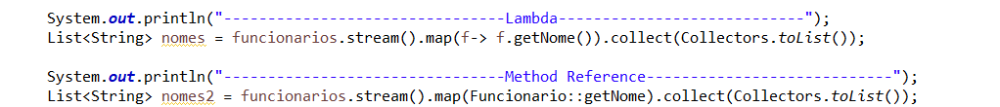 System.out.println("-------------------------------Lambda---------------------------");
List<String> nomes = funcionarios.stream().map(f-> f.getNome()).collect(Collectors.toList());
System.out.println("-------------------------------Method Reference---------------------------");
List<String> nomes2 = funcionarios.stream().map(Funcionario::getNome).collect(Collectors.toList());